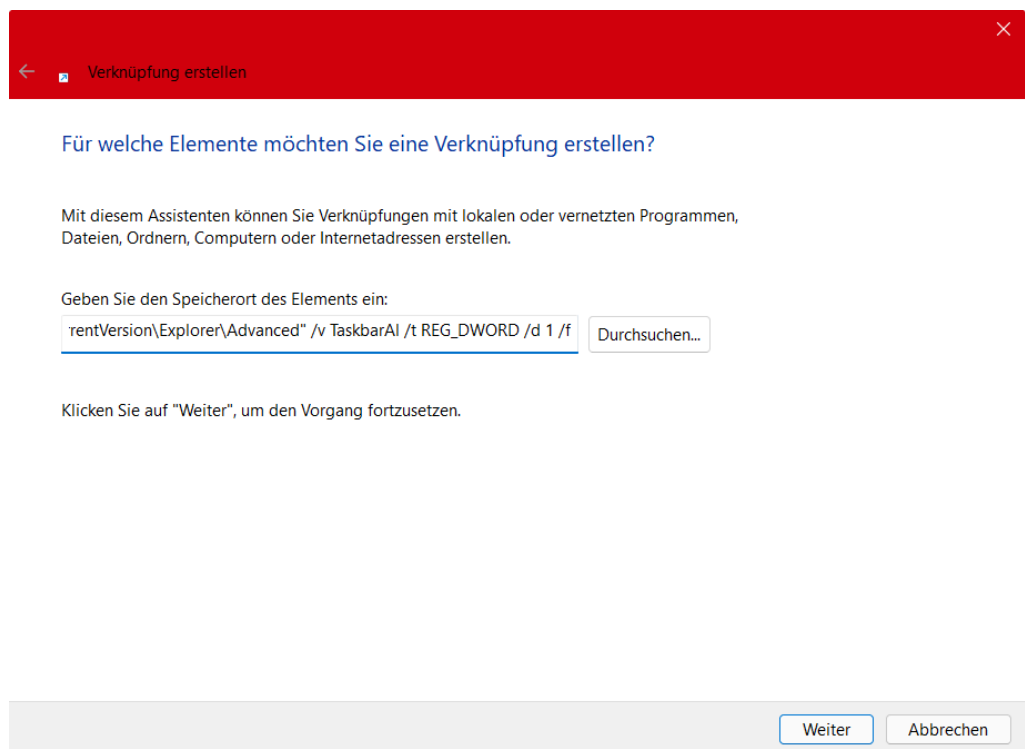 Verknüpfung erstellen
Für welche Elemente möchten Sie eine Verknüpfung erstellen?
Mit diesem Assistenten können Sie Verknüpfungen mit lokalen oder vernetzten Programmen,
Dateien, Ordnern, Computern oder Internetadressen erstellen.
Geben Sie den Speicherort des Elements ein:
rentVersion\Explorer\Advanced" /v TaskbarAl /t REG_DWORD /d 1 /f
Durchsuchen...
Klicken Sie auf "Weiter", um den Vorgang fortzusetzen.
Weiter
Abbrechen